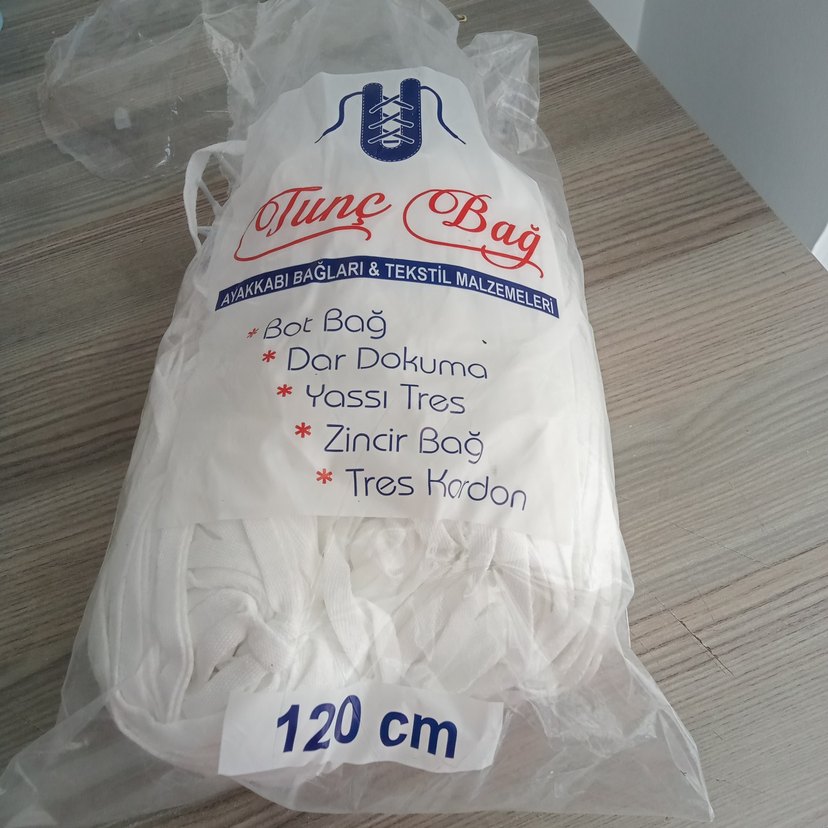 Tunç Bağ
AYAKKABI BAĞLARI & TEKSTİL MALZEMELERİ
* Bot Bağ
* Dar Dokuma
* Yassı Tres
* Zincir Bağ
* Tres Kordon
120 cm